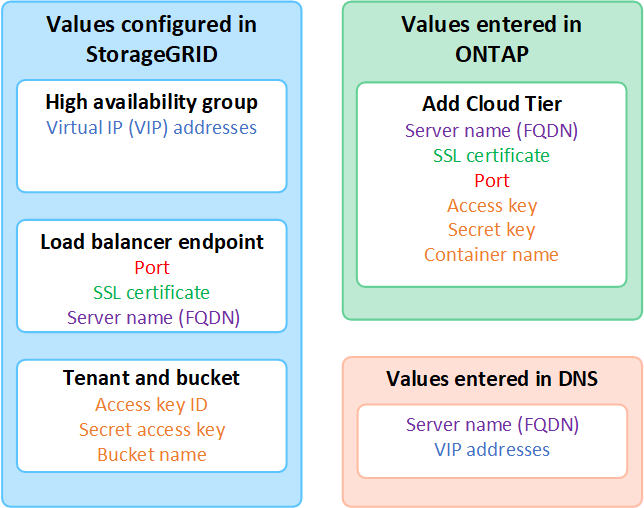 Values configured in
StorageGRID
High availability group
Virtual IP (VIP) addresses
Load balancer endpoint
Port
SSL certificate
Server name (FQDN)
Tenant and bucket
Access key ID
Secret access key
Bucket name
Values entered in
ONTAP
Add Cloud Tier
Server name (FQDN)
SSL certificate
Port
Access key
Secret key
Container name
Values entered in DNS
Server name (FQDN)
VIP addresses